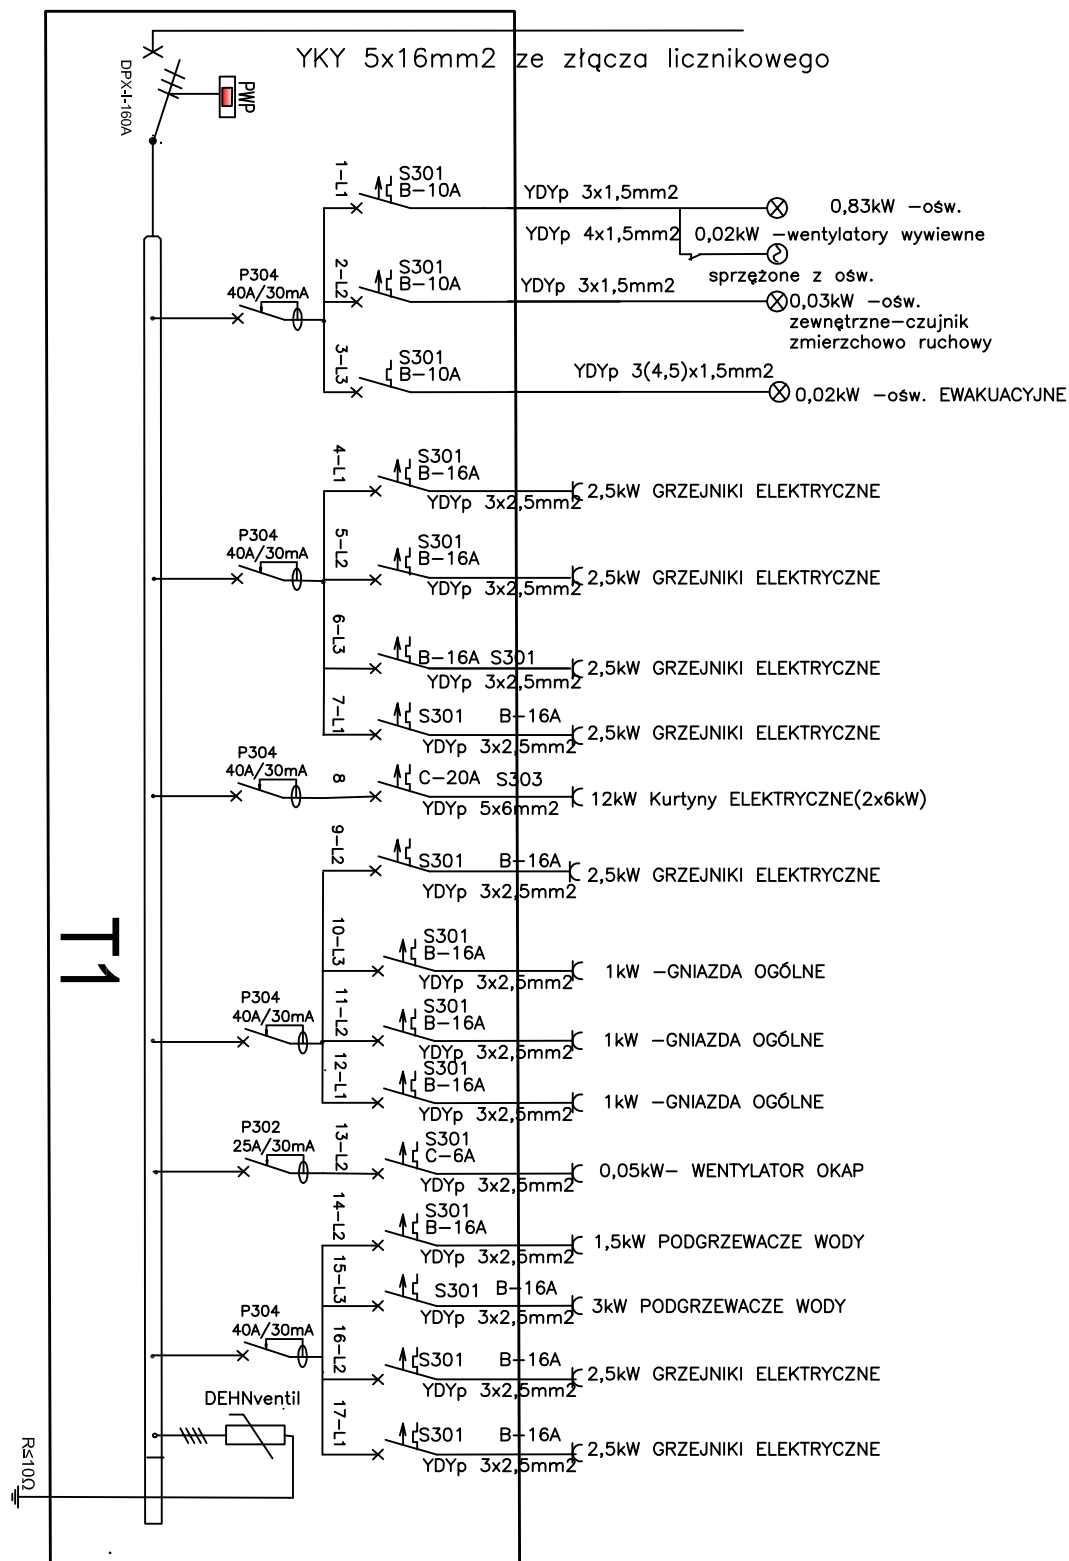 YKY 5x16mm2 ze złącza licznikowego
DPX-I-160A
PWP
1-L1
S301
B-10A
YDYp 3x1,5mm2
0,83kW -ośw.
YDYp 4x1,5mm2
0,02kW -wentylatory wywiewne
sprzężone z ośw.
P304
40A/30mA
2-L2
S301
B-10A
YDYp 3x1,5mm2
0,03kW -ośw.
zewnętrzne-czujnik
zmierzchowo ruchowy
3-L3
S301
B-10A
YDYp 3(4,5)x1,5mm2
0,02kW -ośw. EWAKUACYJNE
4-L1
S301
B-16A
YDYp 3x2,5mm2
2,5kW GRZEJNIKI ELEKTRYCZNE
P304
40A/30mA
5-L2
S301
B-16A
YDYp 3x2,5mm2
2,5kW GRZEJNIKI ELEKTRYCZNE
6-L3
B-16A S301
YDYp 3x2,5mm2
2,5kW GRZEJNIKI ELEKTRYCZNE
7-L1
S301 B-16A
YDYp 3x2,5mm2
2,5kW GRZEJNIKI ELEKTRYCZNE
P304
40A/30mA
8
C-20A S303
YDYp 5x6mm2
12kW Kurtyny ELEKTRYCZNE(2x6kW)
9-L2
S301 B-16A
YDYp 3x2,5mm2
2,5kW GRZEJNIKI ELEKTRYCZNE
T1
10-L3
S301
B-16A
YDYp 3x2,5mm2
1kW -GNIAZDA OGÓLNE
P304
40A/30mA
11-L2
S301
B-16A
YDYp 3x2,5mm2
1kW -GNIAZDA OGÓLNE
12-L1
S301
B-16A
YDYp 3x2,5mm2
1kW -GNIAZDA OGÓLNE
P302
25A/30mA
13-L2
S301
C-6A
YDYp 3x2,5mm2
0,05kW- WENTYLATOR OKAP
14-L2
S301
B-16A
YDYp 3x2,5mm2
1,5kW PODGRZEWACZE WODY
15-L3
S301 B-16A
YDYp 3x2,5mm2
3kW PODGRZEWACZE WODY
P304
40A/30mA
16-L2
S301 B-16A
YDYp 3x2,5mm2
2,5kW GRZEJNIKI ELEKTRYCZNE
DEHNventil
17-L1
S301 B-16A
YDYp 3x2,5mm2
2,5kW GRZEJNIKI ELEKTRYCZNE
R≤10Ω